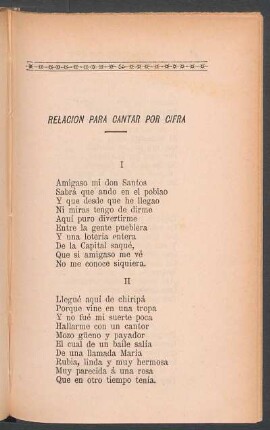 RELACION PARA CANTAR POR CIFRA
I
Amigaso mi don Santos
Sabrá que ando en el poblao
Y que desde que he llegao
Ni miras tengo de dirme
Aquí puro divertirme
Entre la gente pueblera
Y una lotería entera
De la Capital saqué,
Que si amigaso me vé
No me conoce siquiera.
II
Llegué aquí de chiripá
Porque vine en una tropa
Y no fué mi suerte poca
Hallarme con un cantor
Mozo güeno y payador
El cual de un baile salía
De una llamada María
Rubia, linda y muy hermosa
Muy parecida á una rosa
Que en otro tiempo tenía.